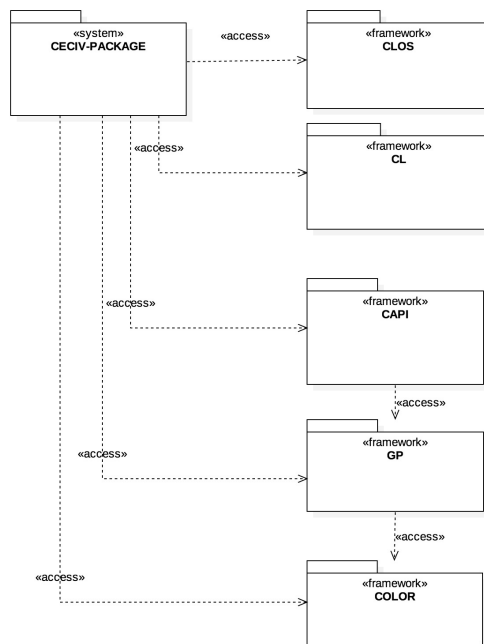 «system»
CECIV-PACKAGE
«access»
«framework»
CLOS
«access»
«framework»
CL
«access»
«framework»
CAPI
«access»
«access»
«framework»
GP
«access»
«access»
«framework»
COLOR